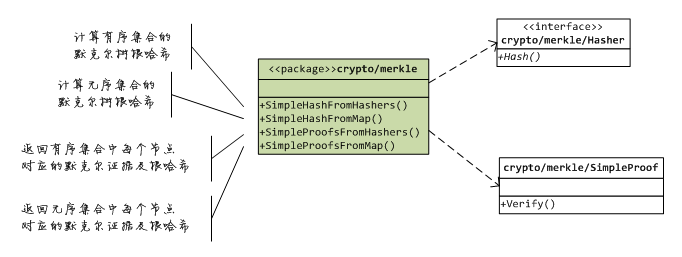 计算有序集合的
默克尔树根哈希
计算无序集合的
默克尔树根哈希
返回有序集合中每个节点
对应的默克尔证据及根哈希
返回无序集合中每个节点
对应的默克尔证据及根哈希
<<package>>crypto/merkle
+SimpleHashFromHashers()
+SimpleHashFromMap()
+SimpleProofsFromHashers()
+SimpleProofsFromMap()
<<interface>>
crypto/merkle/Hasher
+Hash()
crypto/merkle/SimpleProof
+Verify()